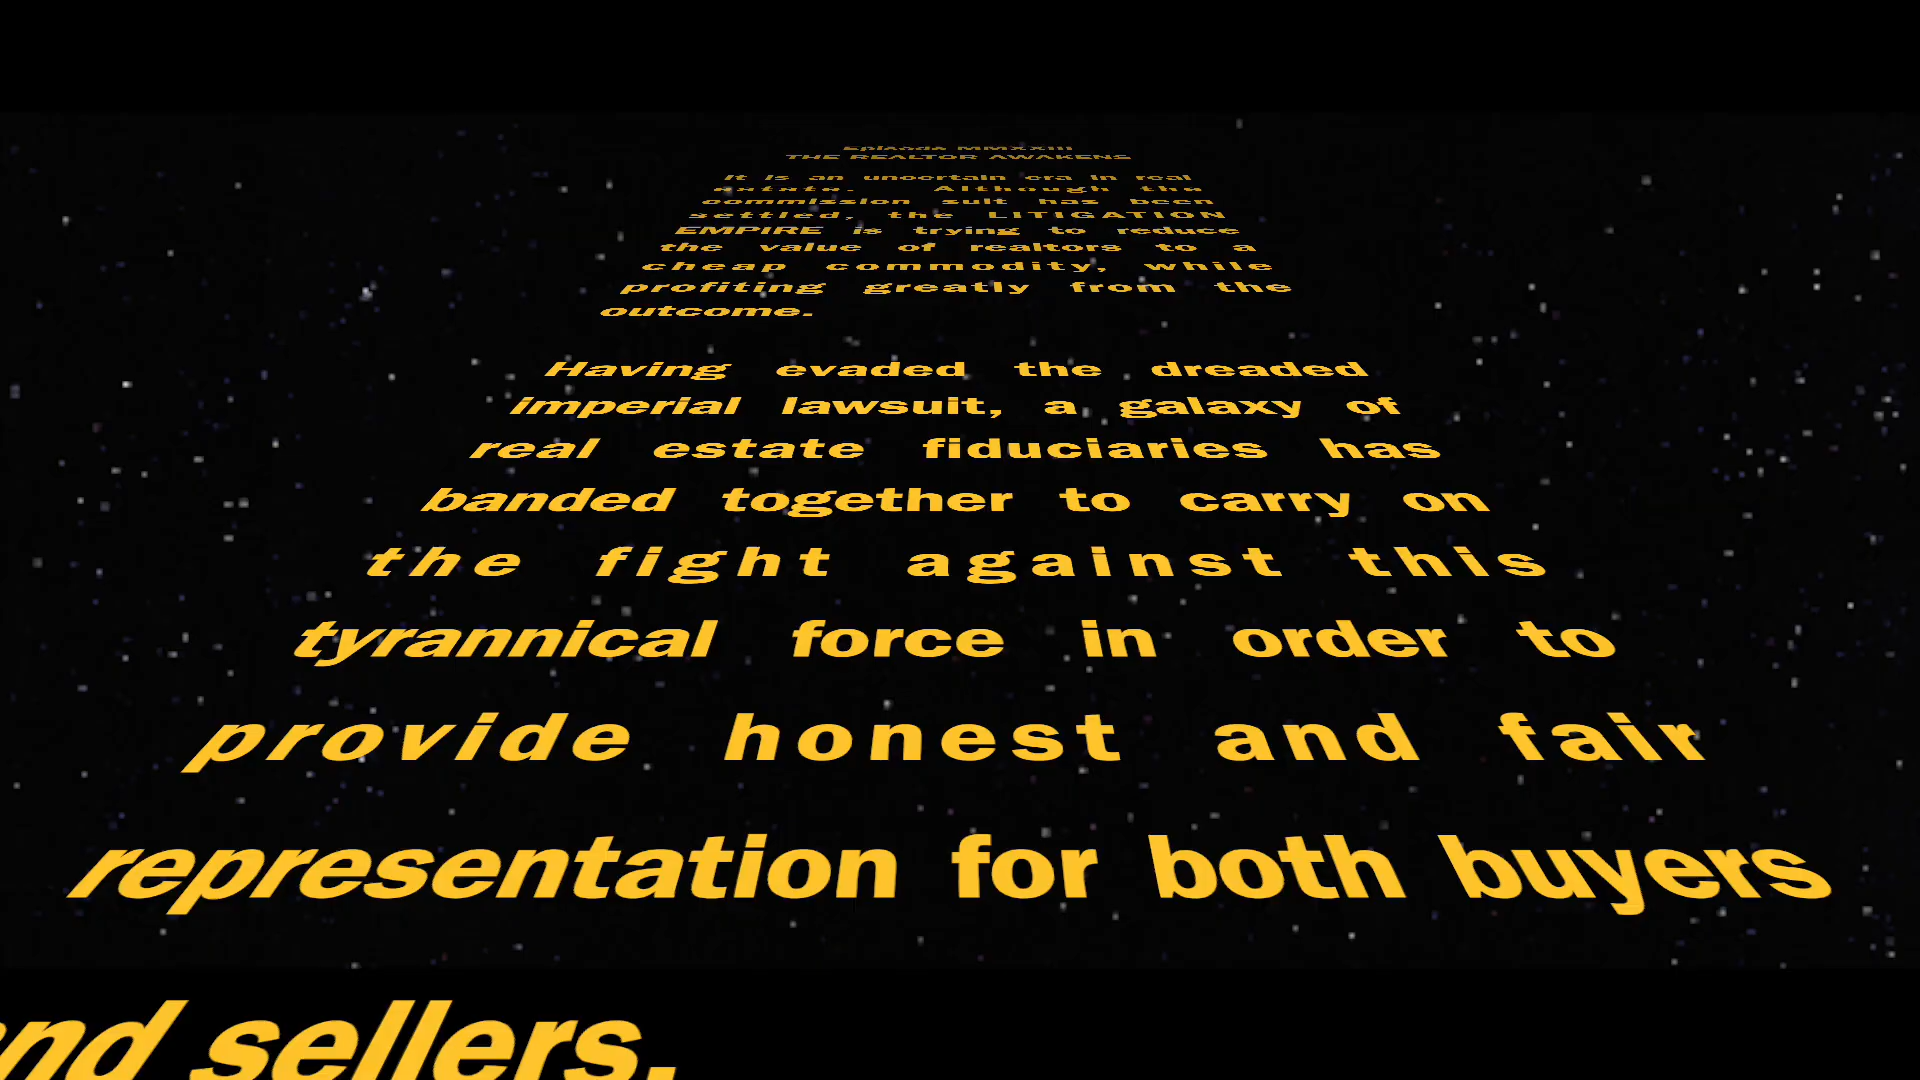 Episode MMXXIII
THE REALTOR AWAKENS
It is an uncertain era in real
estate. Although the
commission suit has been
settled, the LITIGATION
EMPIRE is trying to reduce
the value of realtors to a
cheap commodity, while
profiting greatly from the
outcome.
Having evaded the dreaded
imperial lawsuit, a galaxy of
real estate fiduciaries has
banded together to carry on
the fight against this
tyrannical force in order to
provide honest and fair
representation for both buyers
nd sellers.